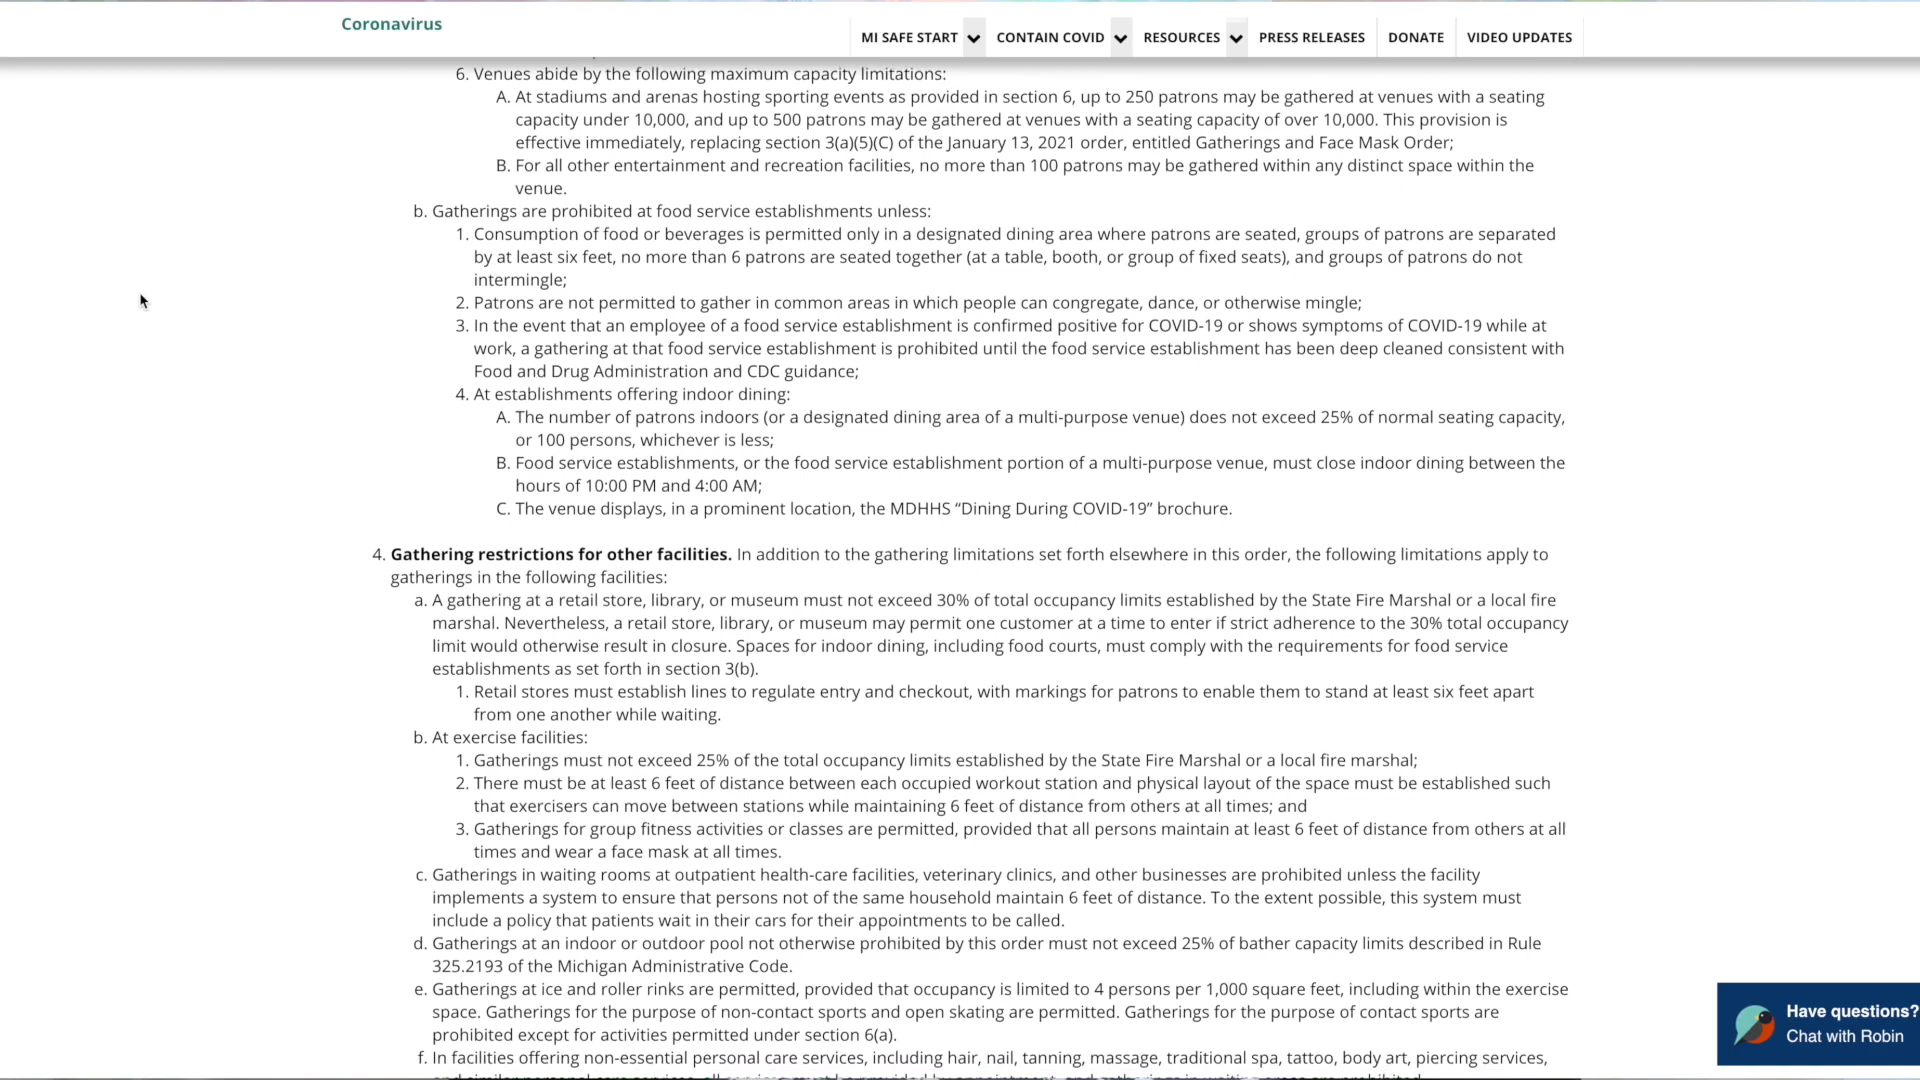 Coronavirus
MI SAFE START
CONTAIN COVID
RESOURCES
PRESS RELEASES
DONATE
VIDEO UPDATES
6. Venues abide by the following maximum capacity limitations:
A. At stadiums and arenas hosting sporting events as provided in section 6, up to 250 patrons may be gathered at venues with a seating
capacity under 10,000, and up to 500 patrons may be gathered at venues with a seating capacity of over 10,000. This provision is
effective immediately, replacing section 3(a)(5)(C) of the January 13, 2021 order, entitled Gatherings and Face Mask Order;
B. For all other entertainment and recreation facilities, no more than 100 patrons may be gathered within any distinct space within the
venue.
b. Gatherings are prohibited at food service establishments unless:
1. Consumption of food or beverages is permitted only in a designated dining area where patrons are seated, groups of patrons are separated
by at least six feet, no more than 6 patrons are seated together (at a table, booth, or group of fixed seats), and groups of patrons do not
intermingle;
2. Patrons are not permitted to gather in common areas in which people can congregate, dance, or otherwise mingle;
3. In the event that an employee of a food service establishment is confirmed positive for COVID-19 or shows symptoms of COVID-19 while at
work, a gathering at that food service establishment is prohibited until the food service establishment has been deep cleaned consistent with
Food and Drug Administration and CDC guidance;
4. At establishments offering indoor dining:
A. The number of patrons indoors (or a designated dining area of a multi-purpose venue) does not exceed 25% of normal seating capacity,
or 100 persons, whichever is less;
B. Food service establishments, or the food service establishment portion of a multi-purpose venue, must close indoor dining between the
hours of 10:00 PM and 4:00 AM;
C. The venue displays, in a prominent location, the MDHHS “Dining During COVID-19” brochure.
4. Gathering restrictions for other facilities. In addition to the gathering limitations set forth elsewhere in this order, the following limitations apply to
gatherings in the following facilities:
a. A gathering at a retail store, library, or museum must not exceed 30% of total occupancy limits established by the State Fire Marshal or a local fire
marshal. Nevertheless, a retail store, library, or museum may permit one customer at a time to enter if strict adherence to the 30% total occupancy
limit would otherwise result in closure. Spaces for indoor dining, including food courts, must comply with the requirements for food service
establishments as set forth in section 3(b).
1. Retail stores must establish lines to regulate entry and checkout, with markings for patrons to enable them to stand at least six feet apart
from one another while waiting.
b. At exercise facilities:
1. Gatherings must not exceed 25% of the total occupancy limits established by the State Fire Marshal or a local fire marshal;
2. There must be at least 6 feet of distance between each occupied workout station and physical layout of the space must be established such
that exercisers can move between stations while maintaining 6 feet of distance from others at all times; and
3. Gatherings for group fitness activities or classes are permitted, provided that all persons maintain at least 6 feet of distance from others at all
times and wear a face mask at all times.
c. Gatherings in waiting rooms at outpatient health-care facilities, veterinary clinics, and other businesses are prohibited unless the facility
implements a system to ensure that persons not of the same household maintain 6 feet of distance. To the extent possible, this system must
include a policy that patients wait in their cars for their appointments to be called.
d. Gatherings at an indoor or outdoor pool not otherwise prohibited by this order must not exceed 25% of bather capacity limits described in Rule
325.2193 of the Michigan Administrative Code.
e. Gatherings at ice and roller rinks are permitted, provided that occupancy is limited to 4 persons per 1,000 square feet, including within the exercise
space. Gatherings for the purpose of non-contact sports and open skating are permitted. Gatherings for the purpose of contact sports are
prohibited except for activities permitted under section 6(a).
f. In facilities offering non-essential personal care services, including hair, nail, tanning, massage, traditional spa, tattoo, body art, piercing services,
Have questions?
Chat with Robin